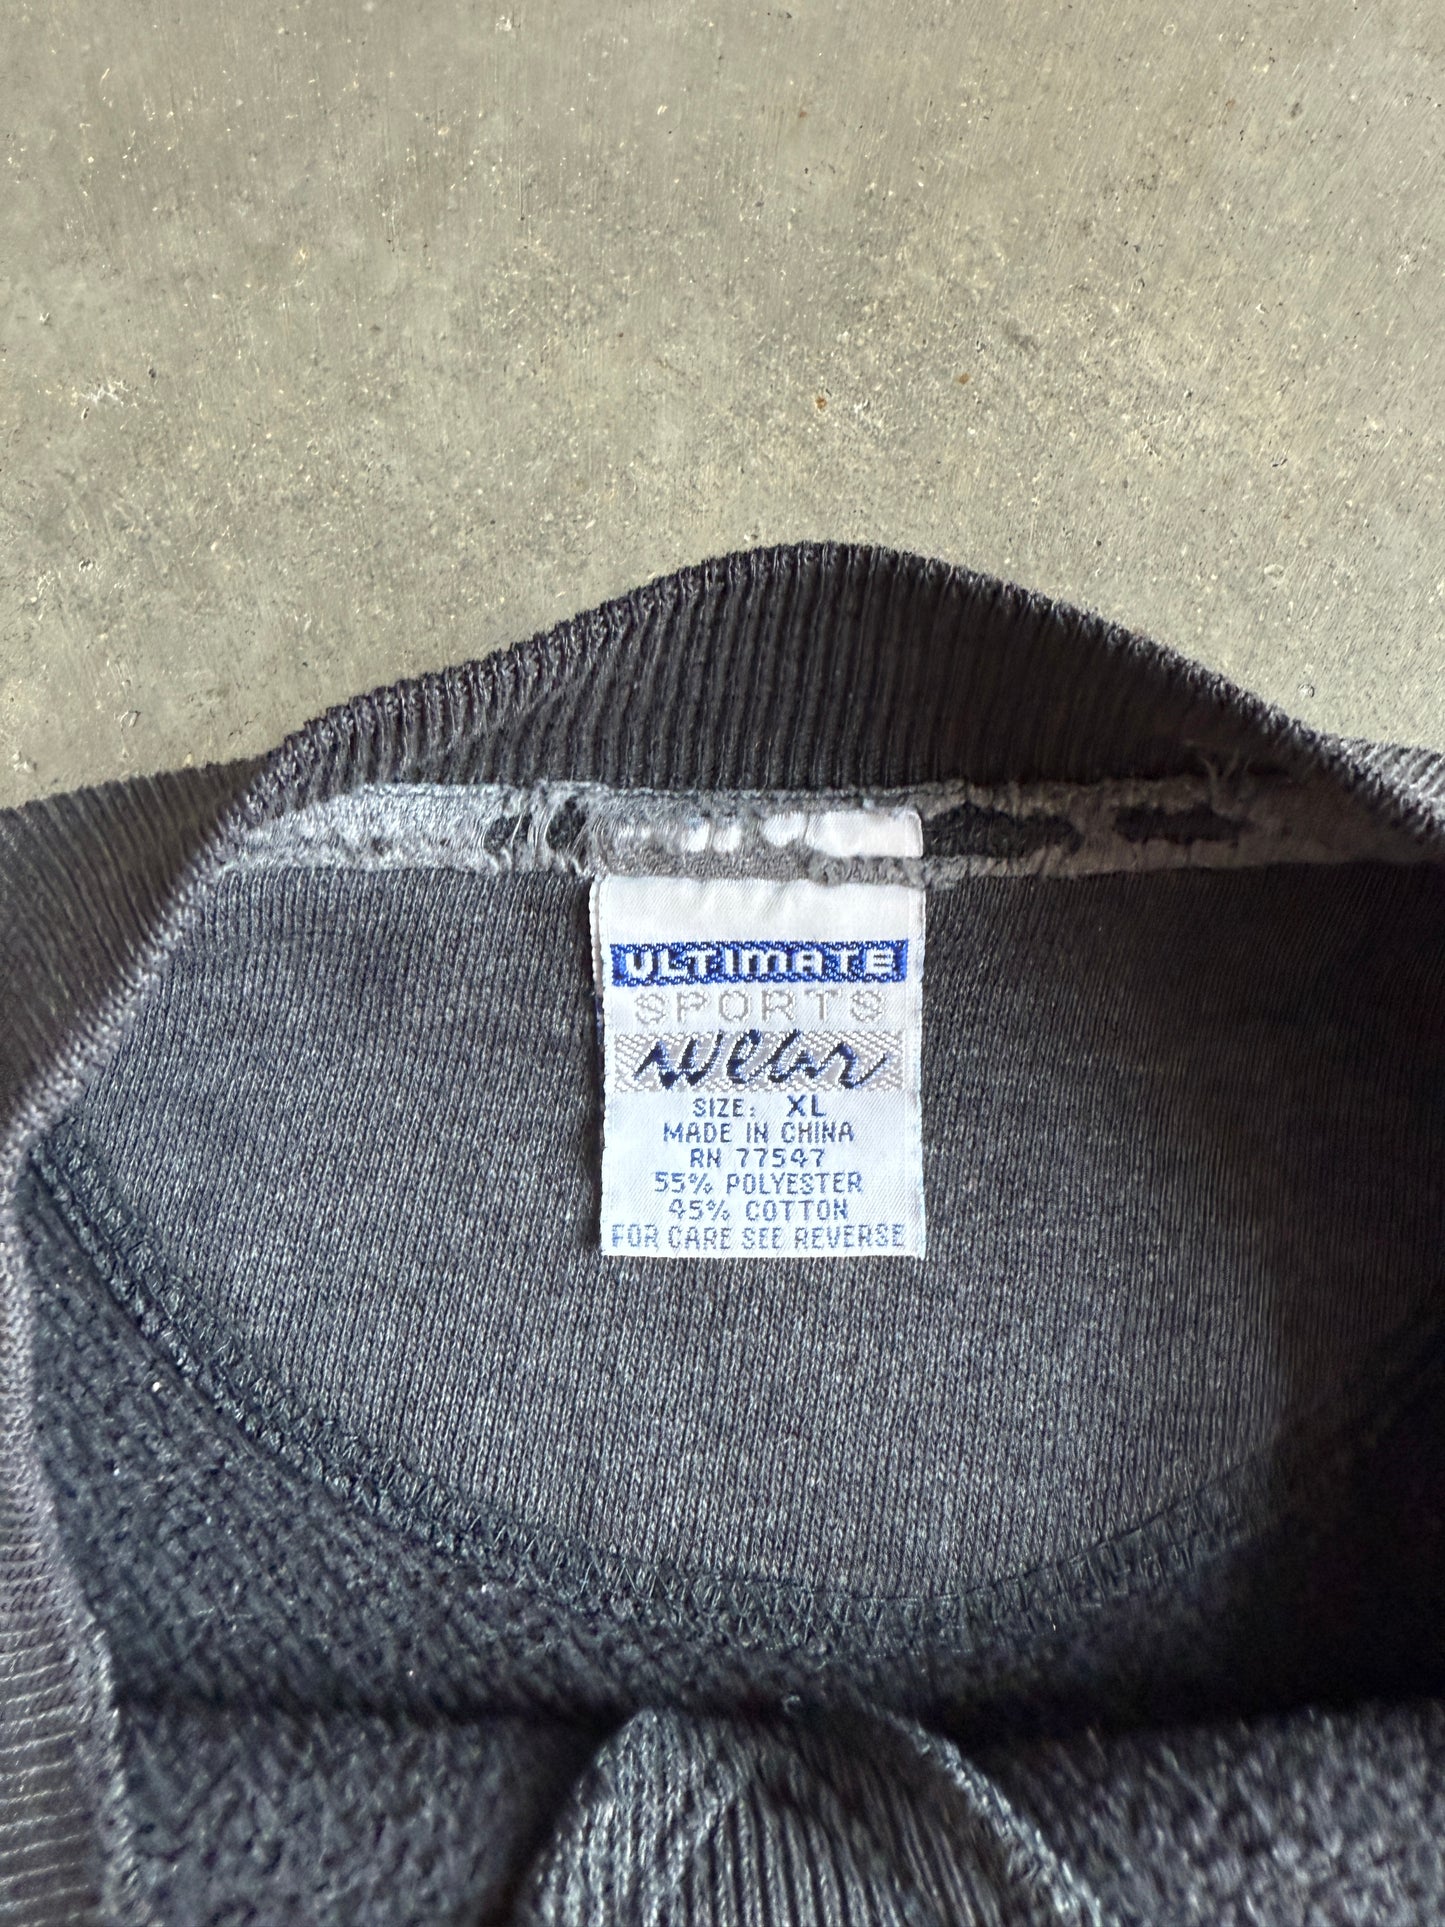 ULTIMATE
SPORTS
wear
SIZE: XL
MADE IN CHINA
RN 77547
55% POLYESTER
45% COTTON
FOR CARE SEE REVERSE